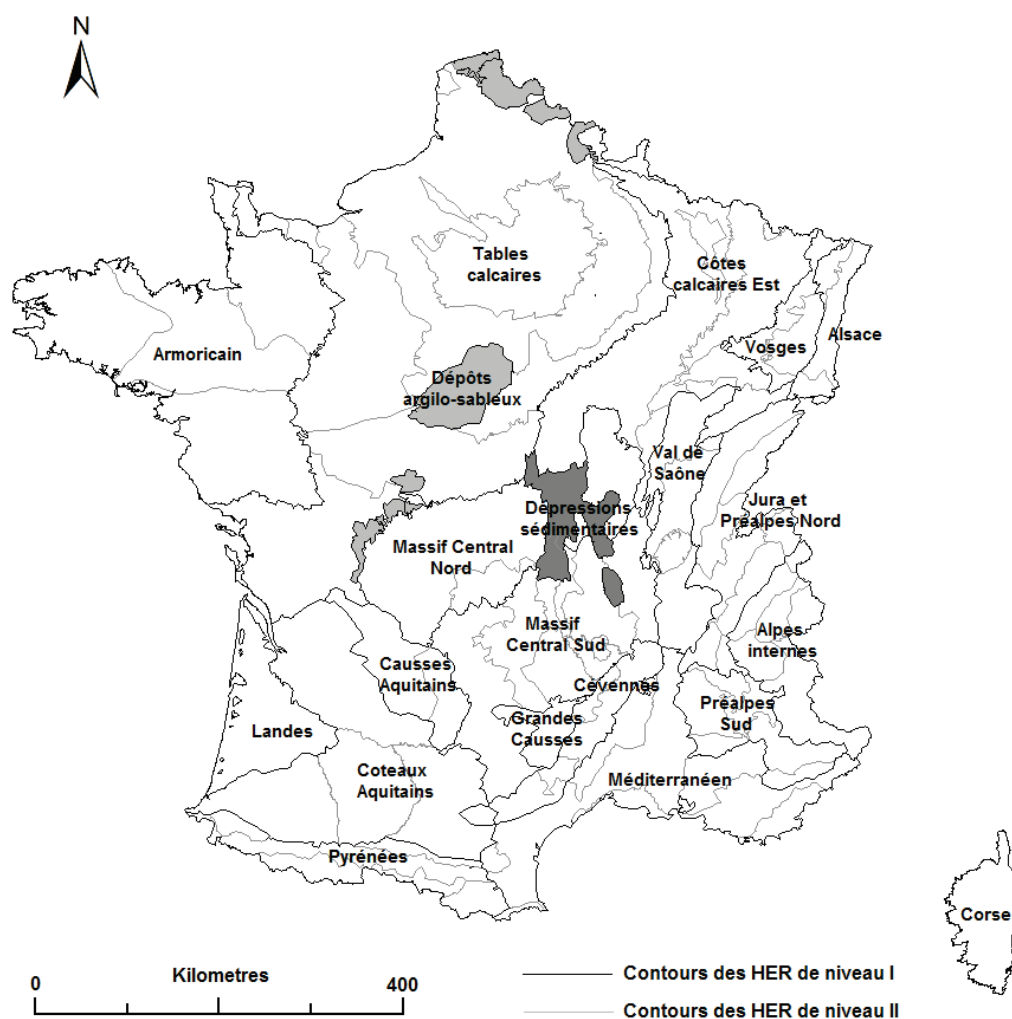 N
Tables
calcaires
Côtes
calcaires Est
Armoricain
Vosges
Alsace
Dépôts
argilo-sableux
Val de
Saône
Dépressions
sédimentaires
Jura et
Préalpes Nord
Massif Central
Nord
Massif
Central Sud
Alpes
internes
Causses
Aquitains
Cévennes
Préalpes
Sud
Landes
Grandes
Causses
Coteaux
Aquitains
Méditerranéen
Pyrénées
Corse
0 Kilometres 400
Contours des HER de niveau I
Contours des HER de niveau II